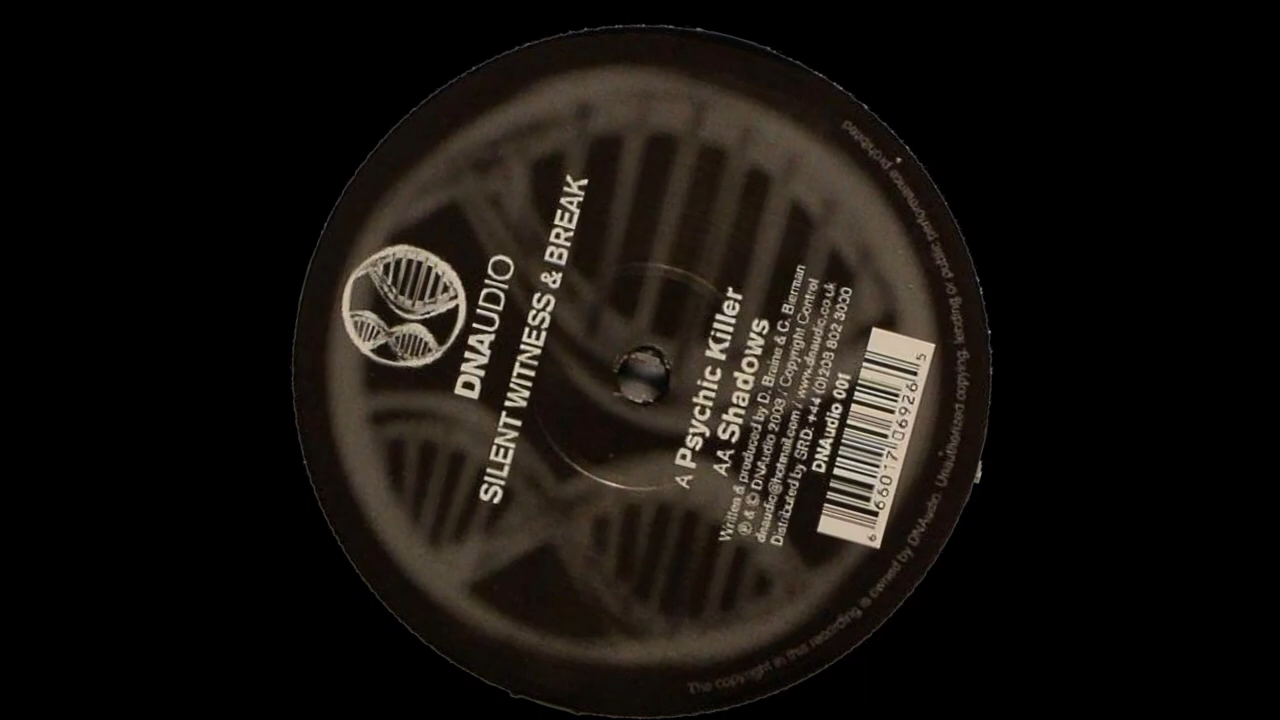 DNAUDIO
SILENT WITNESS & BREAK
A Psychic Killer
AA Shadows
Written & produced by D. Braine & C. Bierman
℗ & © DNAudio 2003 / Copyright Control
dnaudio@hotmail.com / www.dnaudio.co.uk
Distributed by SRD: +44 (0)208 802 3000
DNAudio 001
6 66017 06926 5
The copyright in this recording is owned by DNAudio. Unauthorized copying, lending or public performance prohibited